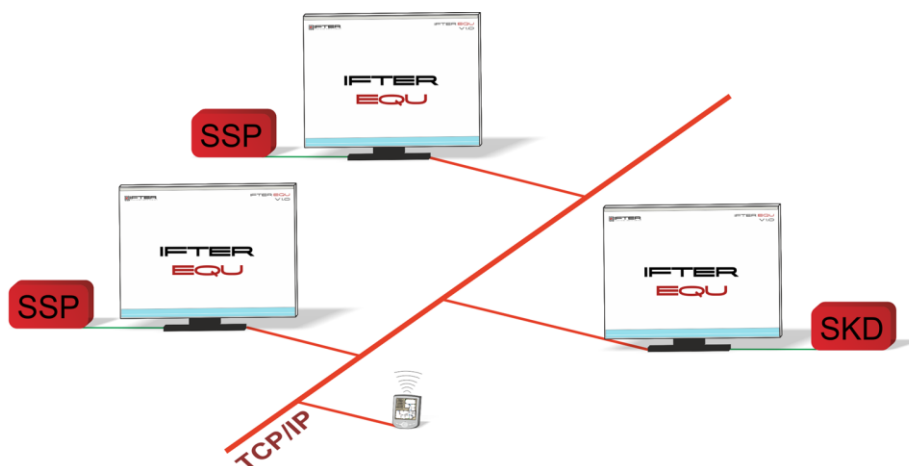 IFTER
IFTER EQU
V1.0
IFTER
EQU
SSP
IFTER
IFTER EQU
V1.0
IFTER
EQU
SSP
IFTER
IFTER EQU
V1.0
IFTER
EQU
SKD
TCP/IP